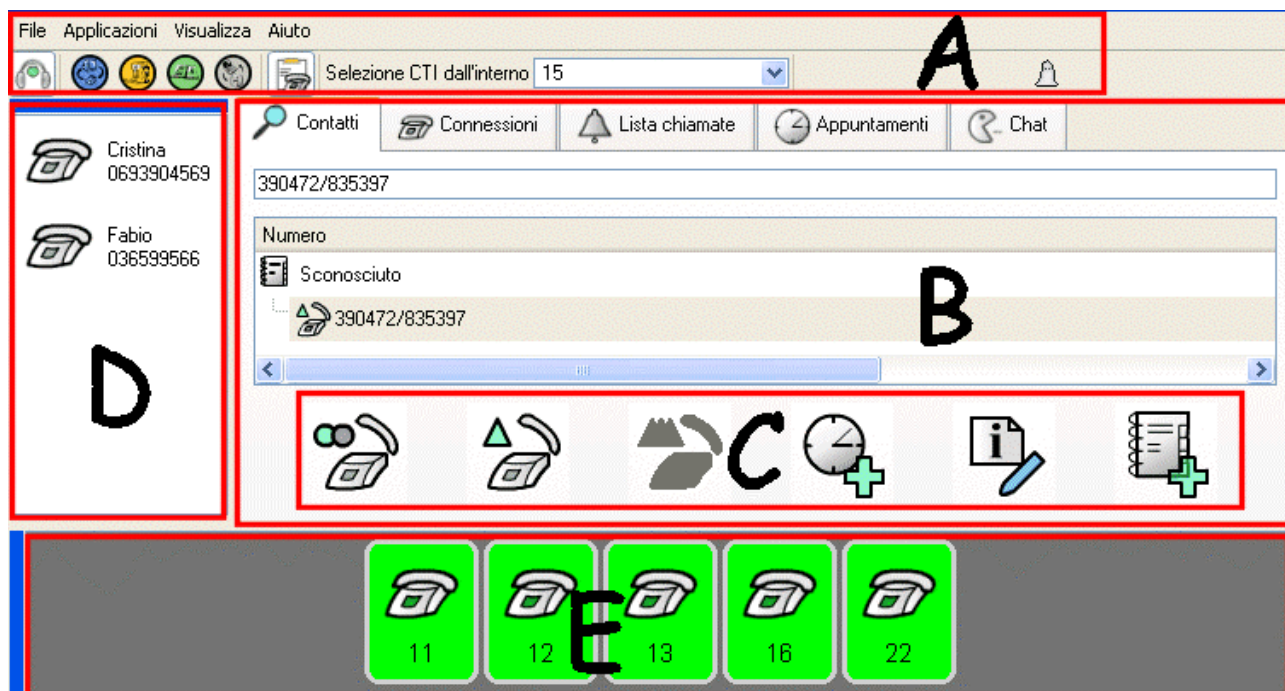 File Applicazioni Visualizza Aiuto
Selezione CTI dall'interno 15
A
Contatti Connessioni Lista chiamate Appuntamenti Chat
Cristina
0693904569
390472/835397
Fabio
036599566
Numero
Sconosciuto
390472/835397
B
D
C
i
11 12 13 16 22
E